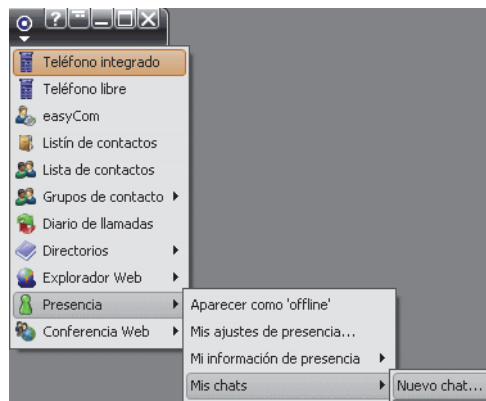 Teléfono integrado
Teléfono libre
easyCom
Listín de contactos
Lista de contactos
Grupos de contacto
Diario de llamadas
Directorios
Explorador Web
Presencia
Conferencia Web
Aparecer como 'offline'
Mis ajustes de presencia...
Mi información de presencia
Mis chats
Nuevo chat...